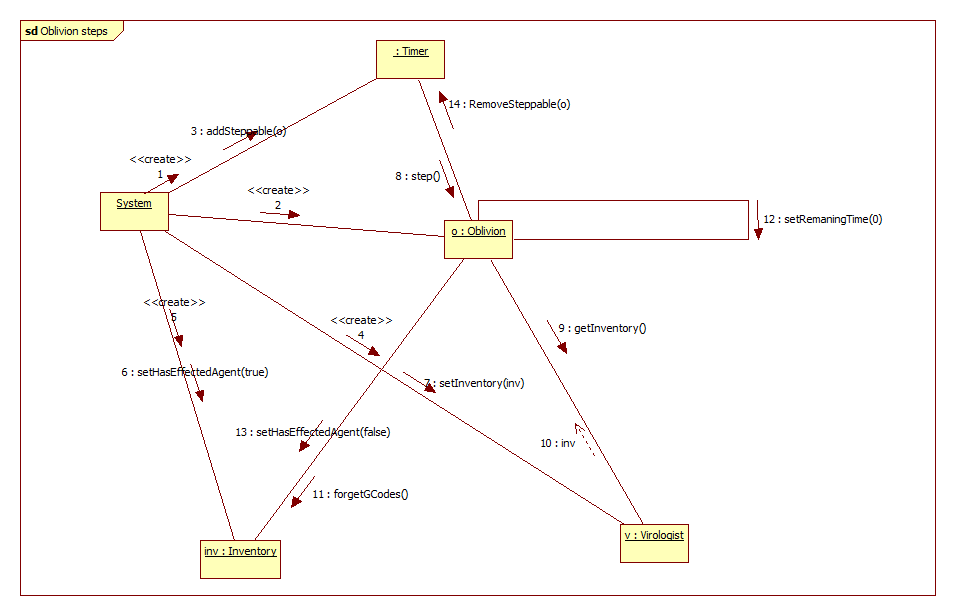 sd Oblivion steps
: Timer
14 : RemoveSteppable(o)
3 : addSteppable(o)
<<create>>
1
8 : step()
<<create>>
2
System
o : Oblivion
12 : setRemaningTime(0)
<<create>>
5
<<create>>
4
9 : getInventory()
6 : setHasEffectedAgent(true)
7 : setInventory(inv)
13 : setHasEffectedAgent(false)
10 : inv
11 : forgetGCodes()
inv : Inventory
v : Virologist